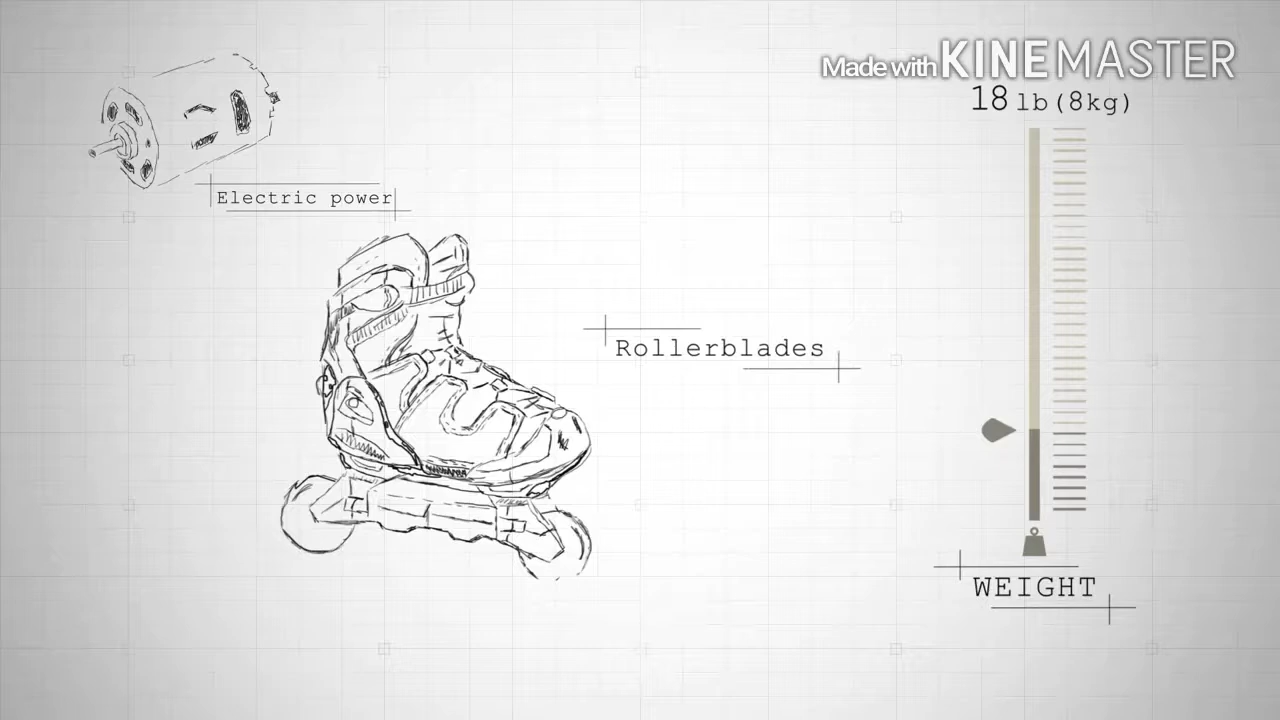 Made with KINEMASTER
18 lb(8kg)
Electric power
Rollerblades
WEIGHT